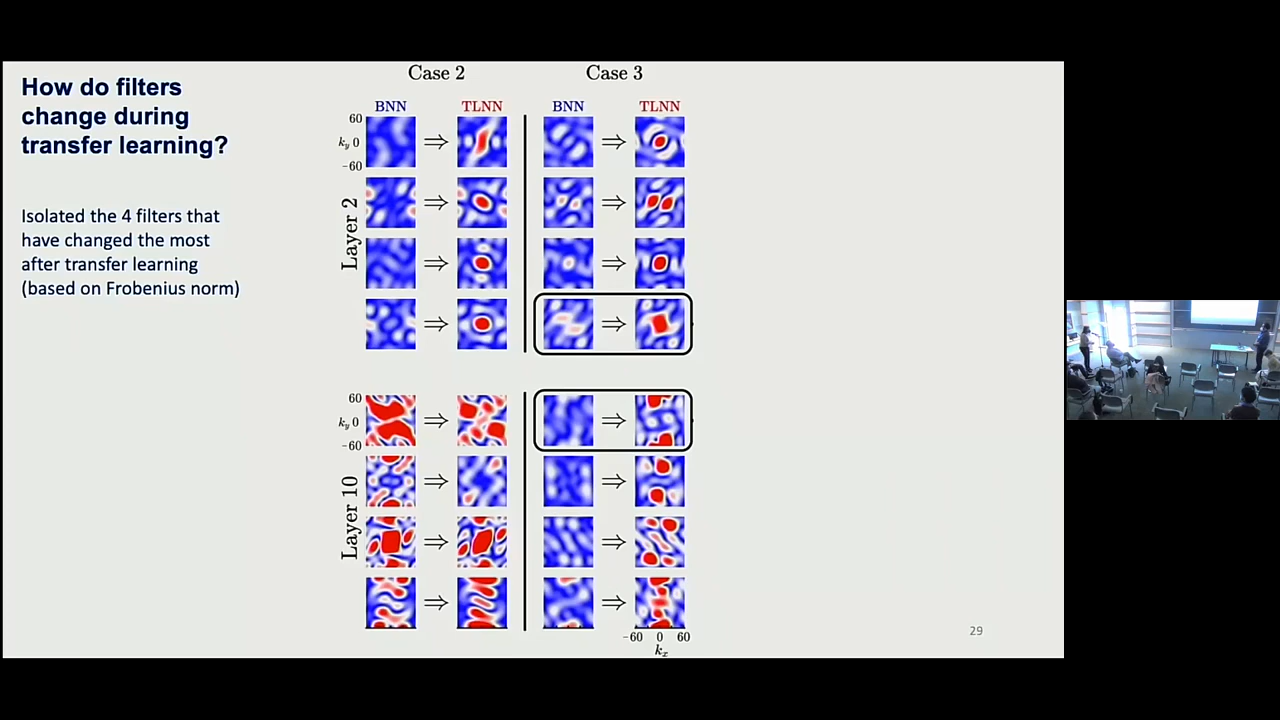 How do filters
change during
transfer learning?
Isolated the 4 filters that
have changed the most
after transfer learning
(based on Frobenius norm)
Case 2
Case 3
BNN ⇒ TLNN
BNN ⇒ TLNN
60
k_y 0
−60
Layer 2
60
k_y 0
−60
Layer 10
−60 0 60
k_x
29